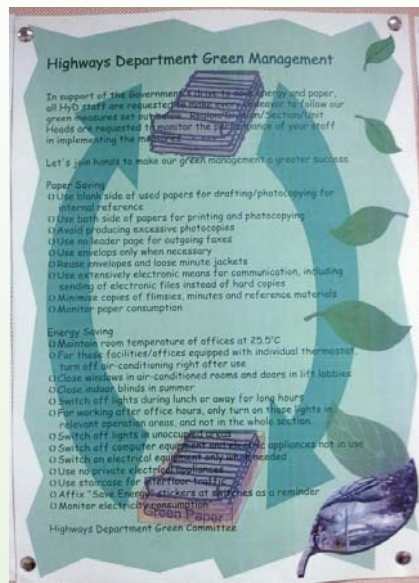 Highways Department Green Management
In support of the Government's drive to save energy and paper,
all HyD staff are requested to make every endeavor to follow our
green measures set out below. Region/Division/Section/Unit
Heads are requested to monitor the performance of your staff
in implementing the measures.
Let's join hands to make our green management a greater success.
Paper Saving
Use blank side of used papers for drafting/photocopying for
internal reference
Use both side of papers for printing and photocopying
Avoid producing excessive photocopies
Use no leader page for outgoing faxes
Use envelops only when necessary
Reuse envelopes and loose minute jackets
Use extensively electronic means for communication, including
sending of electronic files instead of hard copies
Minimise copies of flimsies, minutes and reference materials
Monitor paper consumption
Energy Saving
Maintain room temperature of offices at 25.5°C
For those facilities/offices equipped with individual thermostat,
turn off air-conditioning right after use
Close windows in air-conditioned rooms and doors in lift lobbies
Close indoor blinds in summer
Switch off lights during lunch or away for long hours
For working after office hours, only turn on those lights in
relevant operation areas, and not in the whole section
Switch off lights in unoccupied areas
Switch off computer equipment and appliances not in use
Switch on electrical equipment only when needed
Use no private electrical appliances
Use staircase for interfloor traffic
Affix "Save Energy" stickers at switches as a reminder
Monitor electricity consumption
Green Paper
Highways Department Green Committee